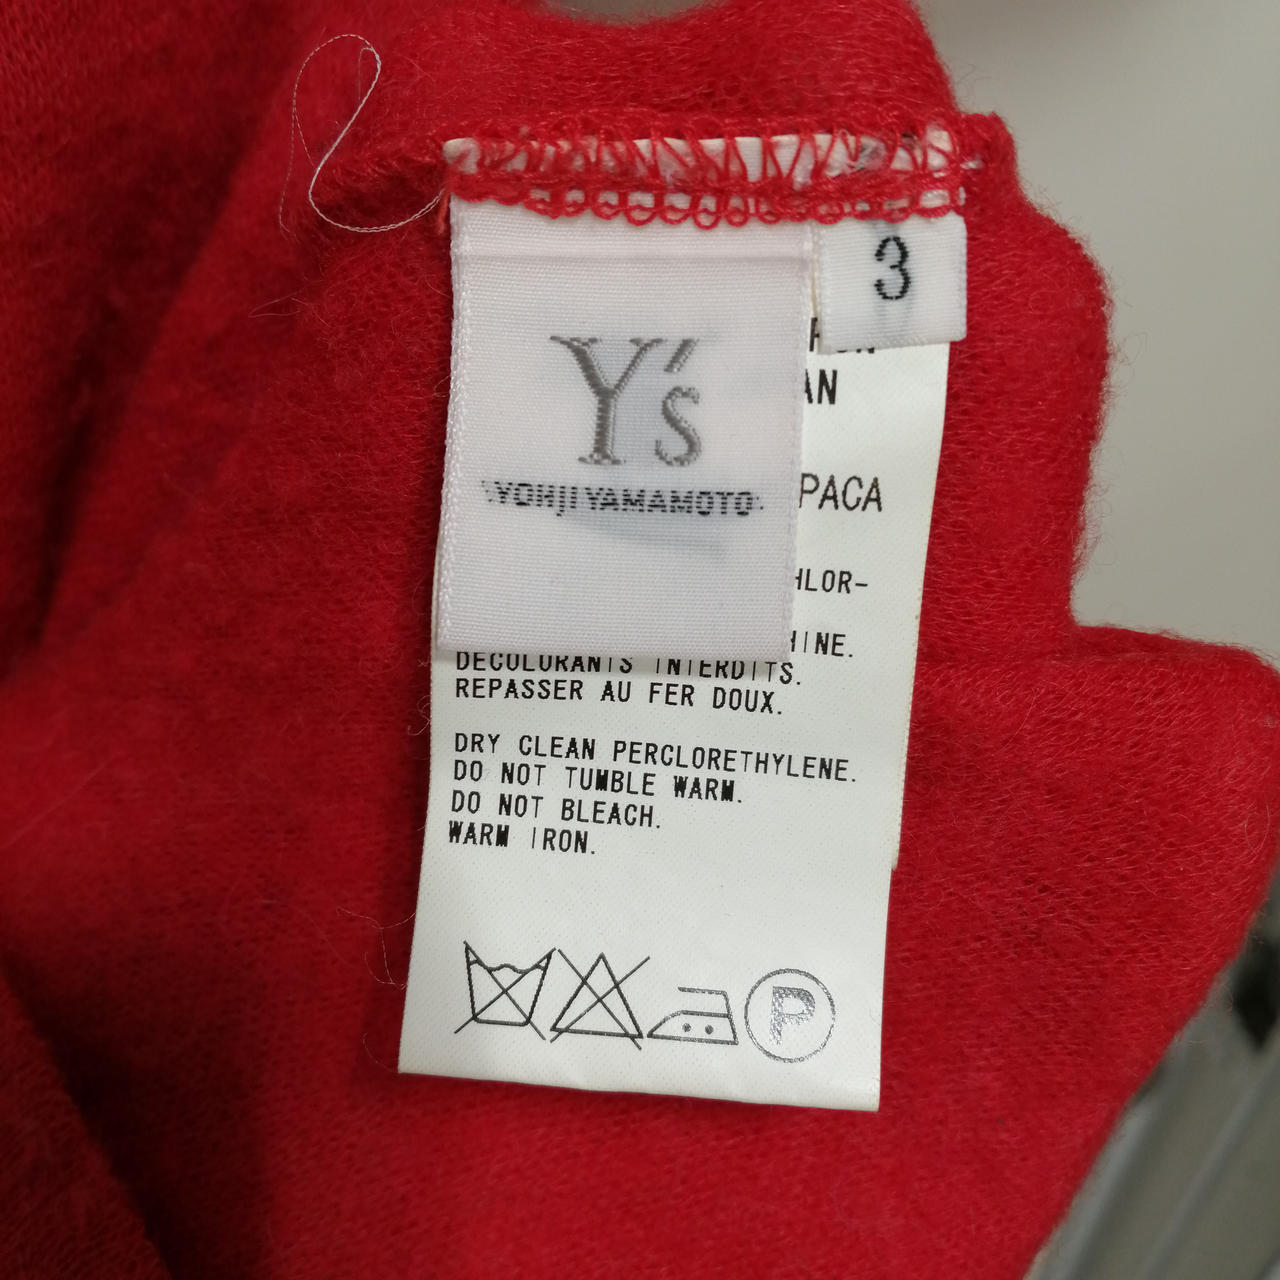 3
Y's
YOHJI YAMAMOTO
PACA
HLOR-
HINE.
DECOLORANTS INTERDITS.
REPASSER AU FER DOUX.
DRY CLEAN PERCLORETHYLENE.
DO NOT TUMBLE WARM.
DO NOT BLEACH.
WARM IRON.
P